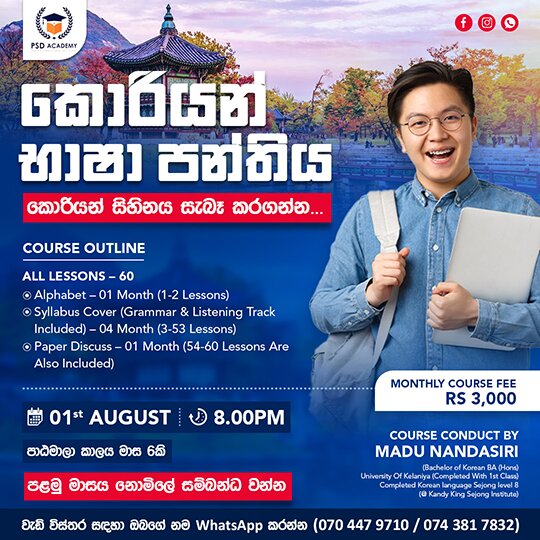 PSD ACADEMY
කොරියන්
භාෂා පන්තිය
කොරියන් සිහිනය සැබෑ කරගන්න...
COURSE OUTLINE
ALL LESSONS – 60
Alphabet – 01 Month (1-2 Lessons)
Syllabus Cover (Grammar & Listening Track
Included) – 04 Month (3-53 Lessons)
Paper Discuss – 01 Month (54-60 Lessons Are
Also Included)
MONTHLY COURSE FEE
RS 3,000
01st AUGUST
8.00PM
පාඨමාලා කාලය මාස 6කි
පළමු මාසය නොමිලේ සම්බන්ධ වන්න
COURSE CONDUCT BY
MADU NANDASIRI
(Bachelor of Korean BA (Hons)
University Of Kelaniya (Completed With 1st Class)
Completed Korean language Sejong level 8
(@ Kandy King Sejong Institute)
වැඩි විස්තර සඳහා ඔබගේ නම WhatsApp කරන්න (070 447 9710 / 074 381 7832)